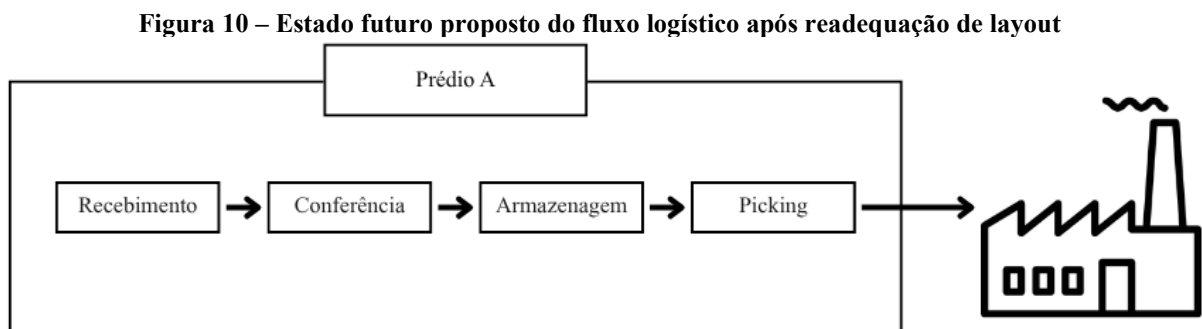 Figura 10 – Estado futuro proposto do fluxo logístico após readequação de layout
Prédio A
Recebimento
Conferência
Armazenagem
Picking